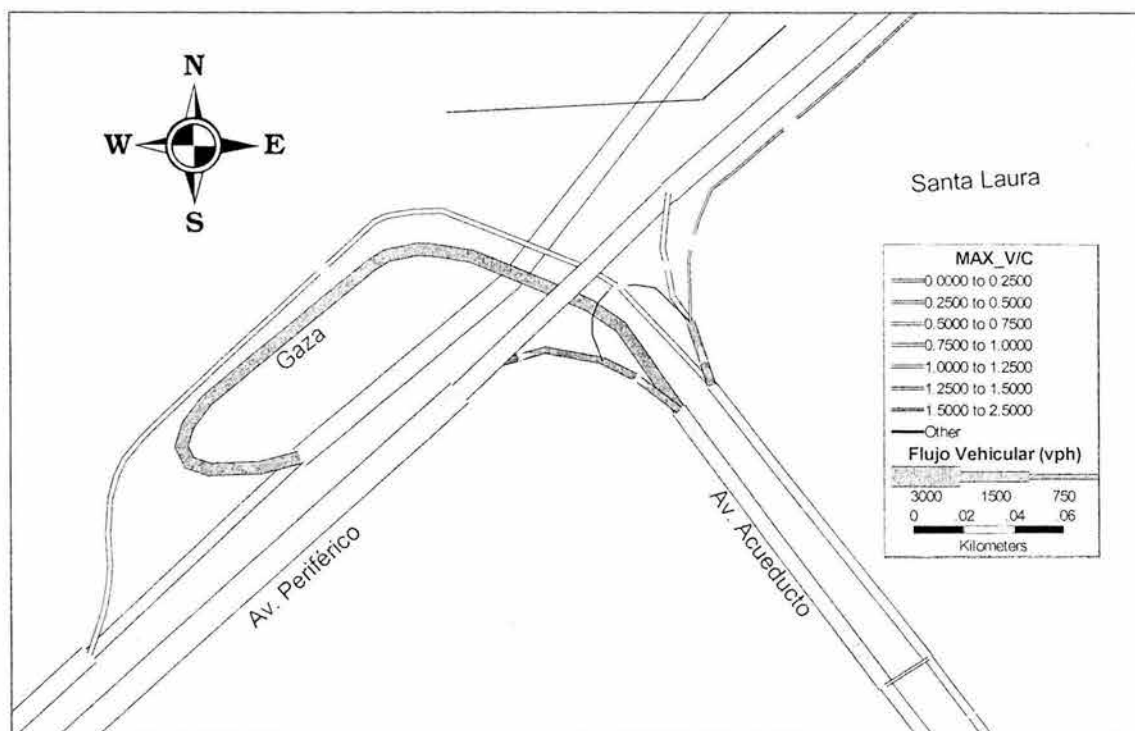 N
W E
S
Santa Laura
Gaza
Av. Periférico
Av. Acueducto
MAX_V/C
0.0000 to 0.2500
0.2500 to 0.5000
0.5000 to 0.7500
0.7500 to 1.0000
1.0000 to 1.2500
1.2500 to 1.5000
1.5000 to 2.5000
Other
Flujo Vehicular (vph)
3000 1500 750
0 .02 .04 .06
Kilometers